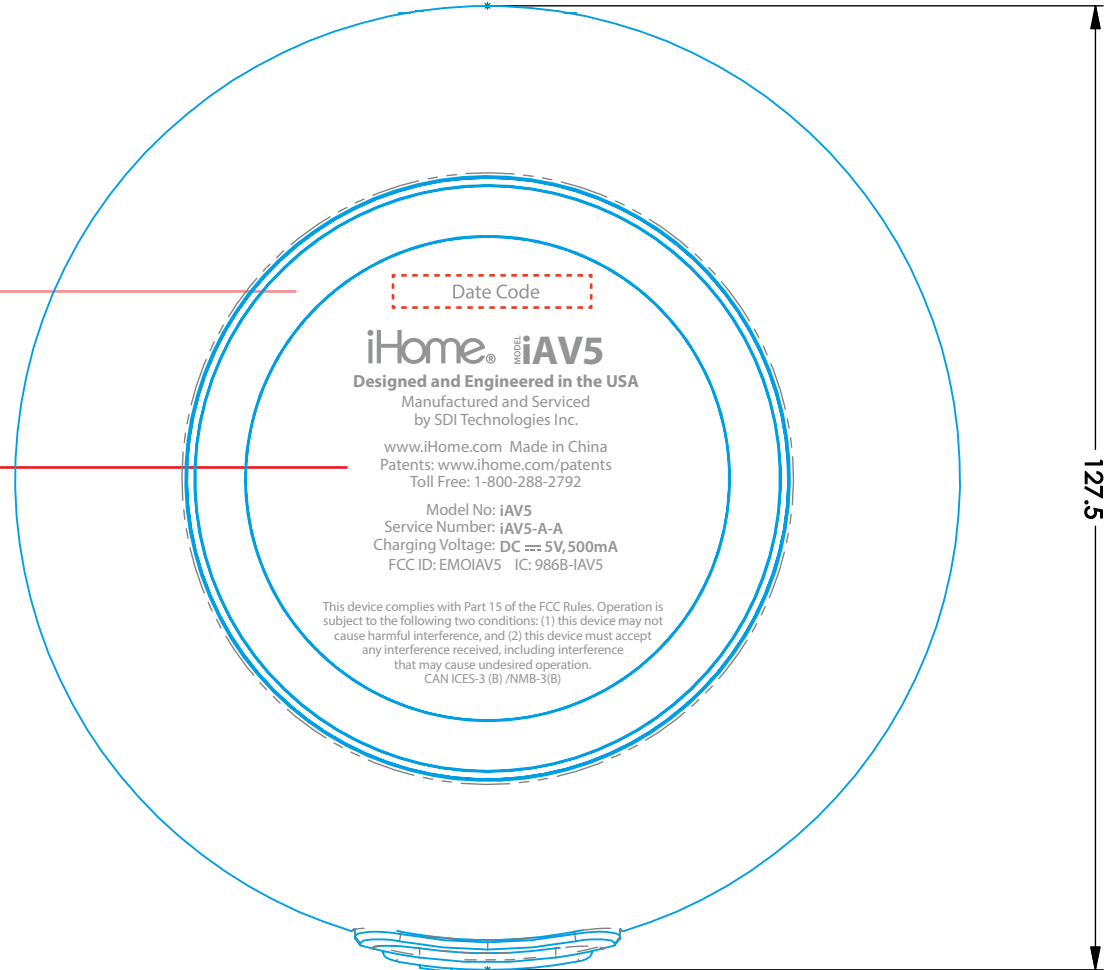 Date Code
iHome® MODEL iAV5
Designed and Engineered in the USA
Manufactured and Serviced
by SDI Technologies Inc.
www.iHome.com Made in China
Patents: www.ihome.com/patents
Toll Free: 1-800-288-2792
Model No: iAV5
Service Number: iAV5-A-A
Charging Voltage: DC ⎓ 5V, 500mA
FCC ID: EMOIAV5 IC: 986B-IAV5
This device complies with Part 15 of the FCC Rules. Operation is
subject to the following two conditions: (1) this device may not
cause harmful interference, and (2) this device must accept
any interference received, including interference
that may cause undesired operation.
CAN ICES-3 (B) /NMB-3(B)
127.5